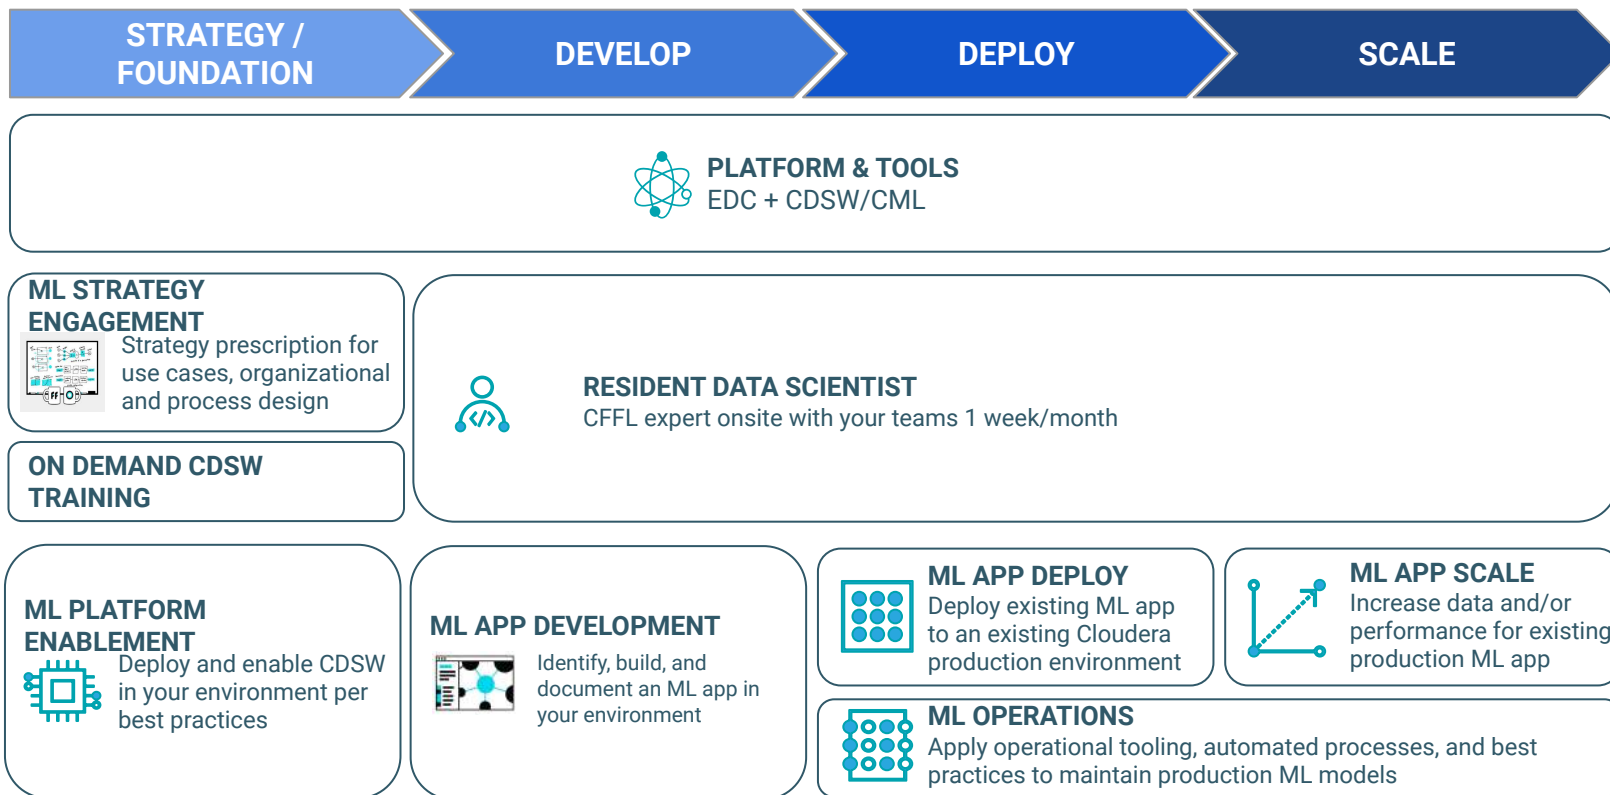 STRATEGY /
FOUNDATION
DEVELOP
DEPLOY
SCALE
PLATFORM & TOOLS
EDC + CDSW/CML
ML STRATEGY
ENGAGEMENT
Strategy prescription for
use cases, organizational
and process design
FF
O
RESIDENT DATA SCIENTIST
CFFL expert onsite with your teams 1 week/month
</>
ON DEMAND CDSW
TRAINING
ML PLATFORM
ENABLEMENT
Deploy and enable CDSW
in your environment per
best practices
ML APP DEVELOPMENT
Identify, build, and
document an ML app in
your environment
ML APP DEPLOY
Deploy existing ML app
to an existing Cloudera
production environment
ML APP SCALE
Increase data and/or
performance for existing
production ML app
ML OPERATIONS
Apply operational tooling, automated processes, and best
practices to maintain production ML models